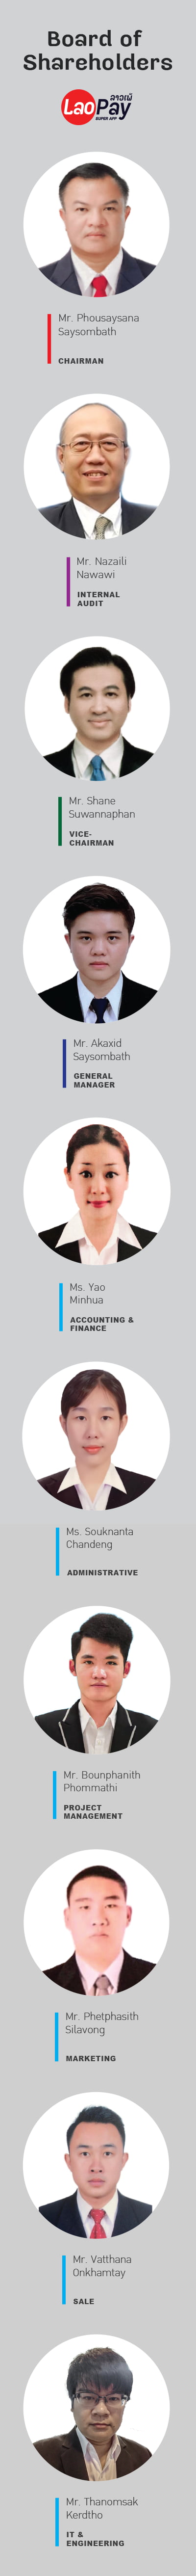 Board of
Shareholders
ລາວເພ
LaoPay
SUPER APP
Mr. Phousaysana
Saysombath
CHAIRMAN
Mr. Nazaili
Nawawi
INTERNAL
AUDIT
Mr. Shane
Suwannaphan
VICE-
CHAIRMAN
Mr. Akaxid
Saysombath
GENERAL
MANAGER
Ms. Yao
Minhua
ACCOUNTING &
FINANCE
Ms. Souknanta
Chandeng
ADMINISTRATIVE
Mr. Bounphanith
Phommathi
PROJECT
MANAGEMENT
Mr. Phetphasith
Silavong
MARKETING
Mr. Vatthana
Onkhamtay
SALE
Mr. Thanomsak
Kerdtho
IT &
ENGINEERING